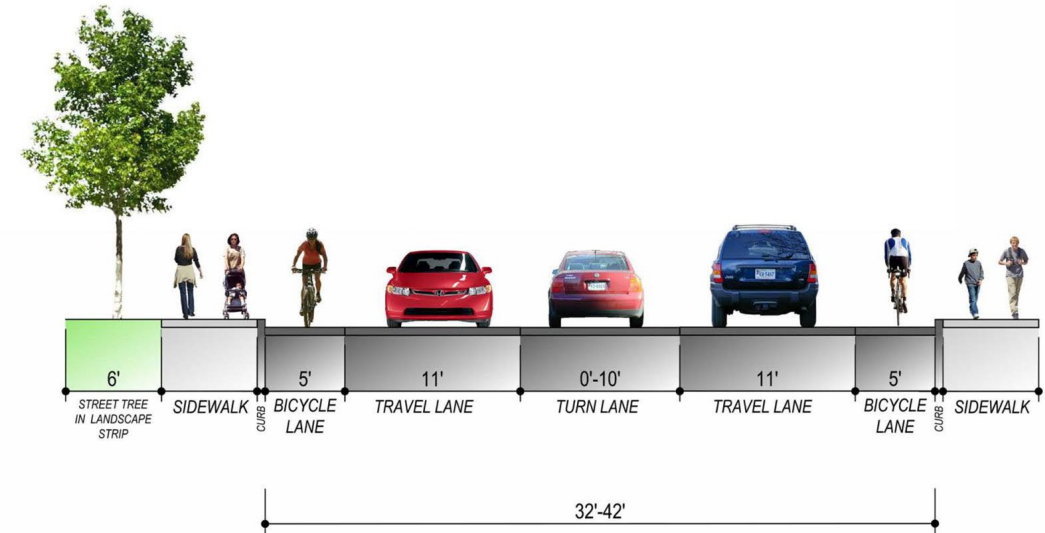 6'
5'
11'
0'-10'
11'
5'
STREET TREE
IN LANDSCAPE
STRIP
SIDEWALK
CURB
BICYCLE
LANE
TRAVEL LANE
TURN LANE
TRAVEL LANE
BICYCLE
LANE
CURB
SIDEWALK
32'-42'